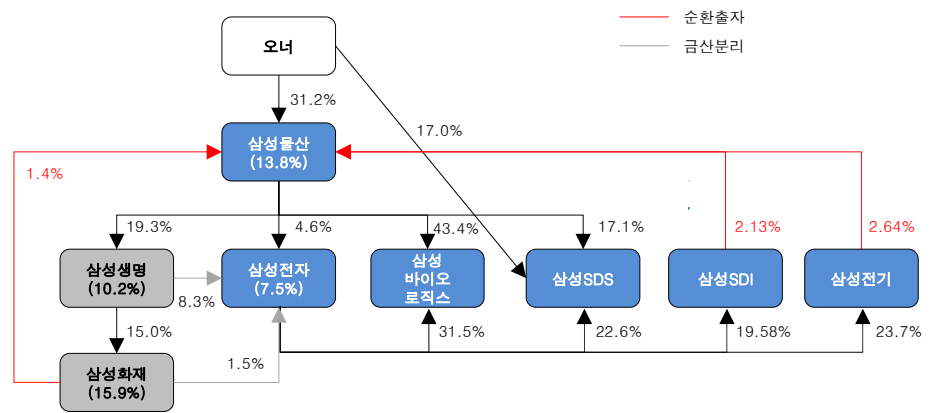 순환출자
금산분리
오너
31.2%
17.0%
삼성물산
(13.8%)
1.4%
19.3%
4.6%
43.4%
17.1%
2.13%
2.64%
삼성생명
(10.2%)
8.3%
삼성전자
(7.5%)
삼성
바이오
로직스
삼성SDS
삼성SDI
삼성전기
15.0%
31.5%
22.6%
19.58%
23.7%
삼성화재
(15.9%)
1.5%